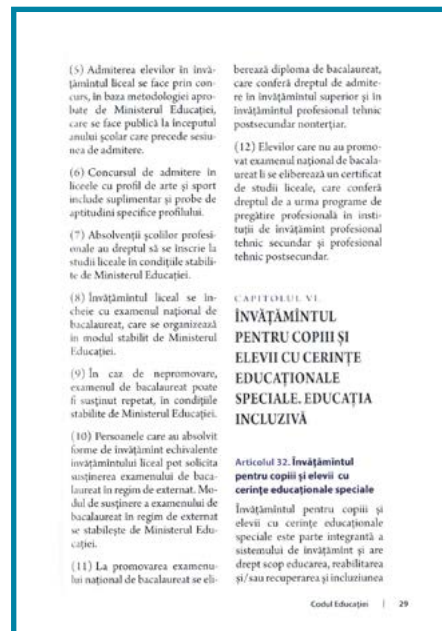 (5) Admiterea elevilor în învă-
țămîntul liceal se face prin con-
curs, în baza metodologiei apro-
bate de Ministerul Educației,
care se face publică la începutul
anului școlar care precede sesiu-
nea de admitere.
(6) Concursul de admitere în
liceele cu profil de arte și sport
include suplimentar și probe de
aptitudini specifice profilului.
(7) Absolvenții școlilor profesi-
onale au dreptul să se înscrie la
studii liceale în condițiile stabili-
te de Ministerul Educației.
(8) Învățămîntul liceal se în-
cheie cu examenul național de
bacalaureat, care se organizează
în modul stabilit de Ministerul
Educației.
(9) În caz de nepromovare,
examenul de bacalaureat poate
fi susținut repetat, în condițiile
stabilite de Ministerul Educației.
(10) Persoanele care au absolvit
forme de învățămînt echivalente
învățămîntului liceal pot solicita
susținerea examenului de baca-
laureat în regim de externat. Mo-
dul de susținere a examenului de
bacalaureat în regim de externat
se stabilește de Ministerul Edu-
cației.
(11) La promovarea examenu-
lui național de bacalaureat se eli-
berează diploma de bacalaureat,
care conferă dreptul de admite-
re în învățămîntul superior și în
învățămîntul profesional tehnic
postsecundar nonterțiar.
(12) Elevilor care nu au promo-
vat examenul național de bacala-
ureat li se eliberează un certificat
de studii liceale, care conferă
dreptul de a urma programe de
pregătire profesională în insti-
tuții de învățămînt profesional
tehnic secundar și profesional
tehnic postsecundar.
CAPITOLUL VI.
ÎNVĂȚĂMÎNTUL
PENTRU COPIII ȘI
ELEVII CU CERINȚE
EDUCAȚIONALE
SPECIALE. EDUCAȚIA
INCLUZIVĂ
Articolul 32. Învățămîntul
pentru copiii și elevii cu
cerințe educaționale speciale
Învățămîntul pentru copiii și
elevii cu cerințe educaționale
speciale este parte integrantă a
sistemului de învățămînt și are
drept scop educarea, reabilitarea
și/sau recuperarea și incluziunea
Codul Educației | 29